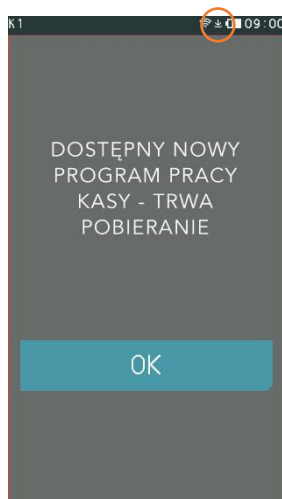 K1 09:00
DOSTĘPNY NOWY
PROGRAM PRACY
KASY - TRWA
POBIERANIE
OK